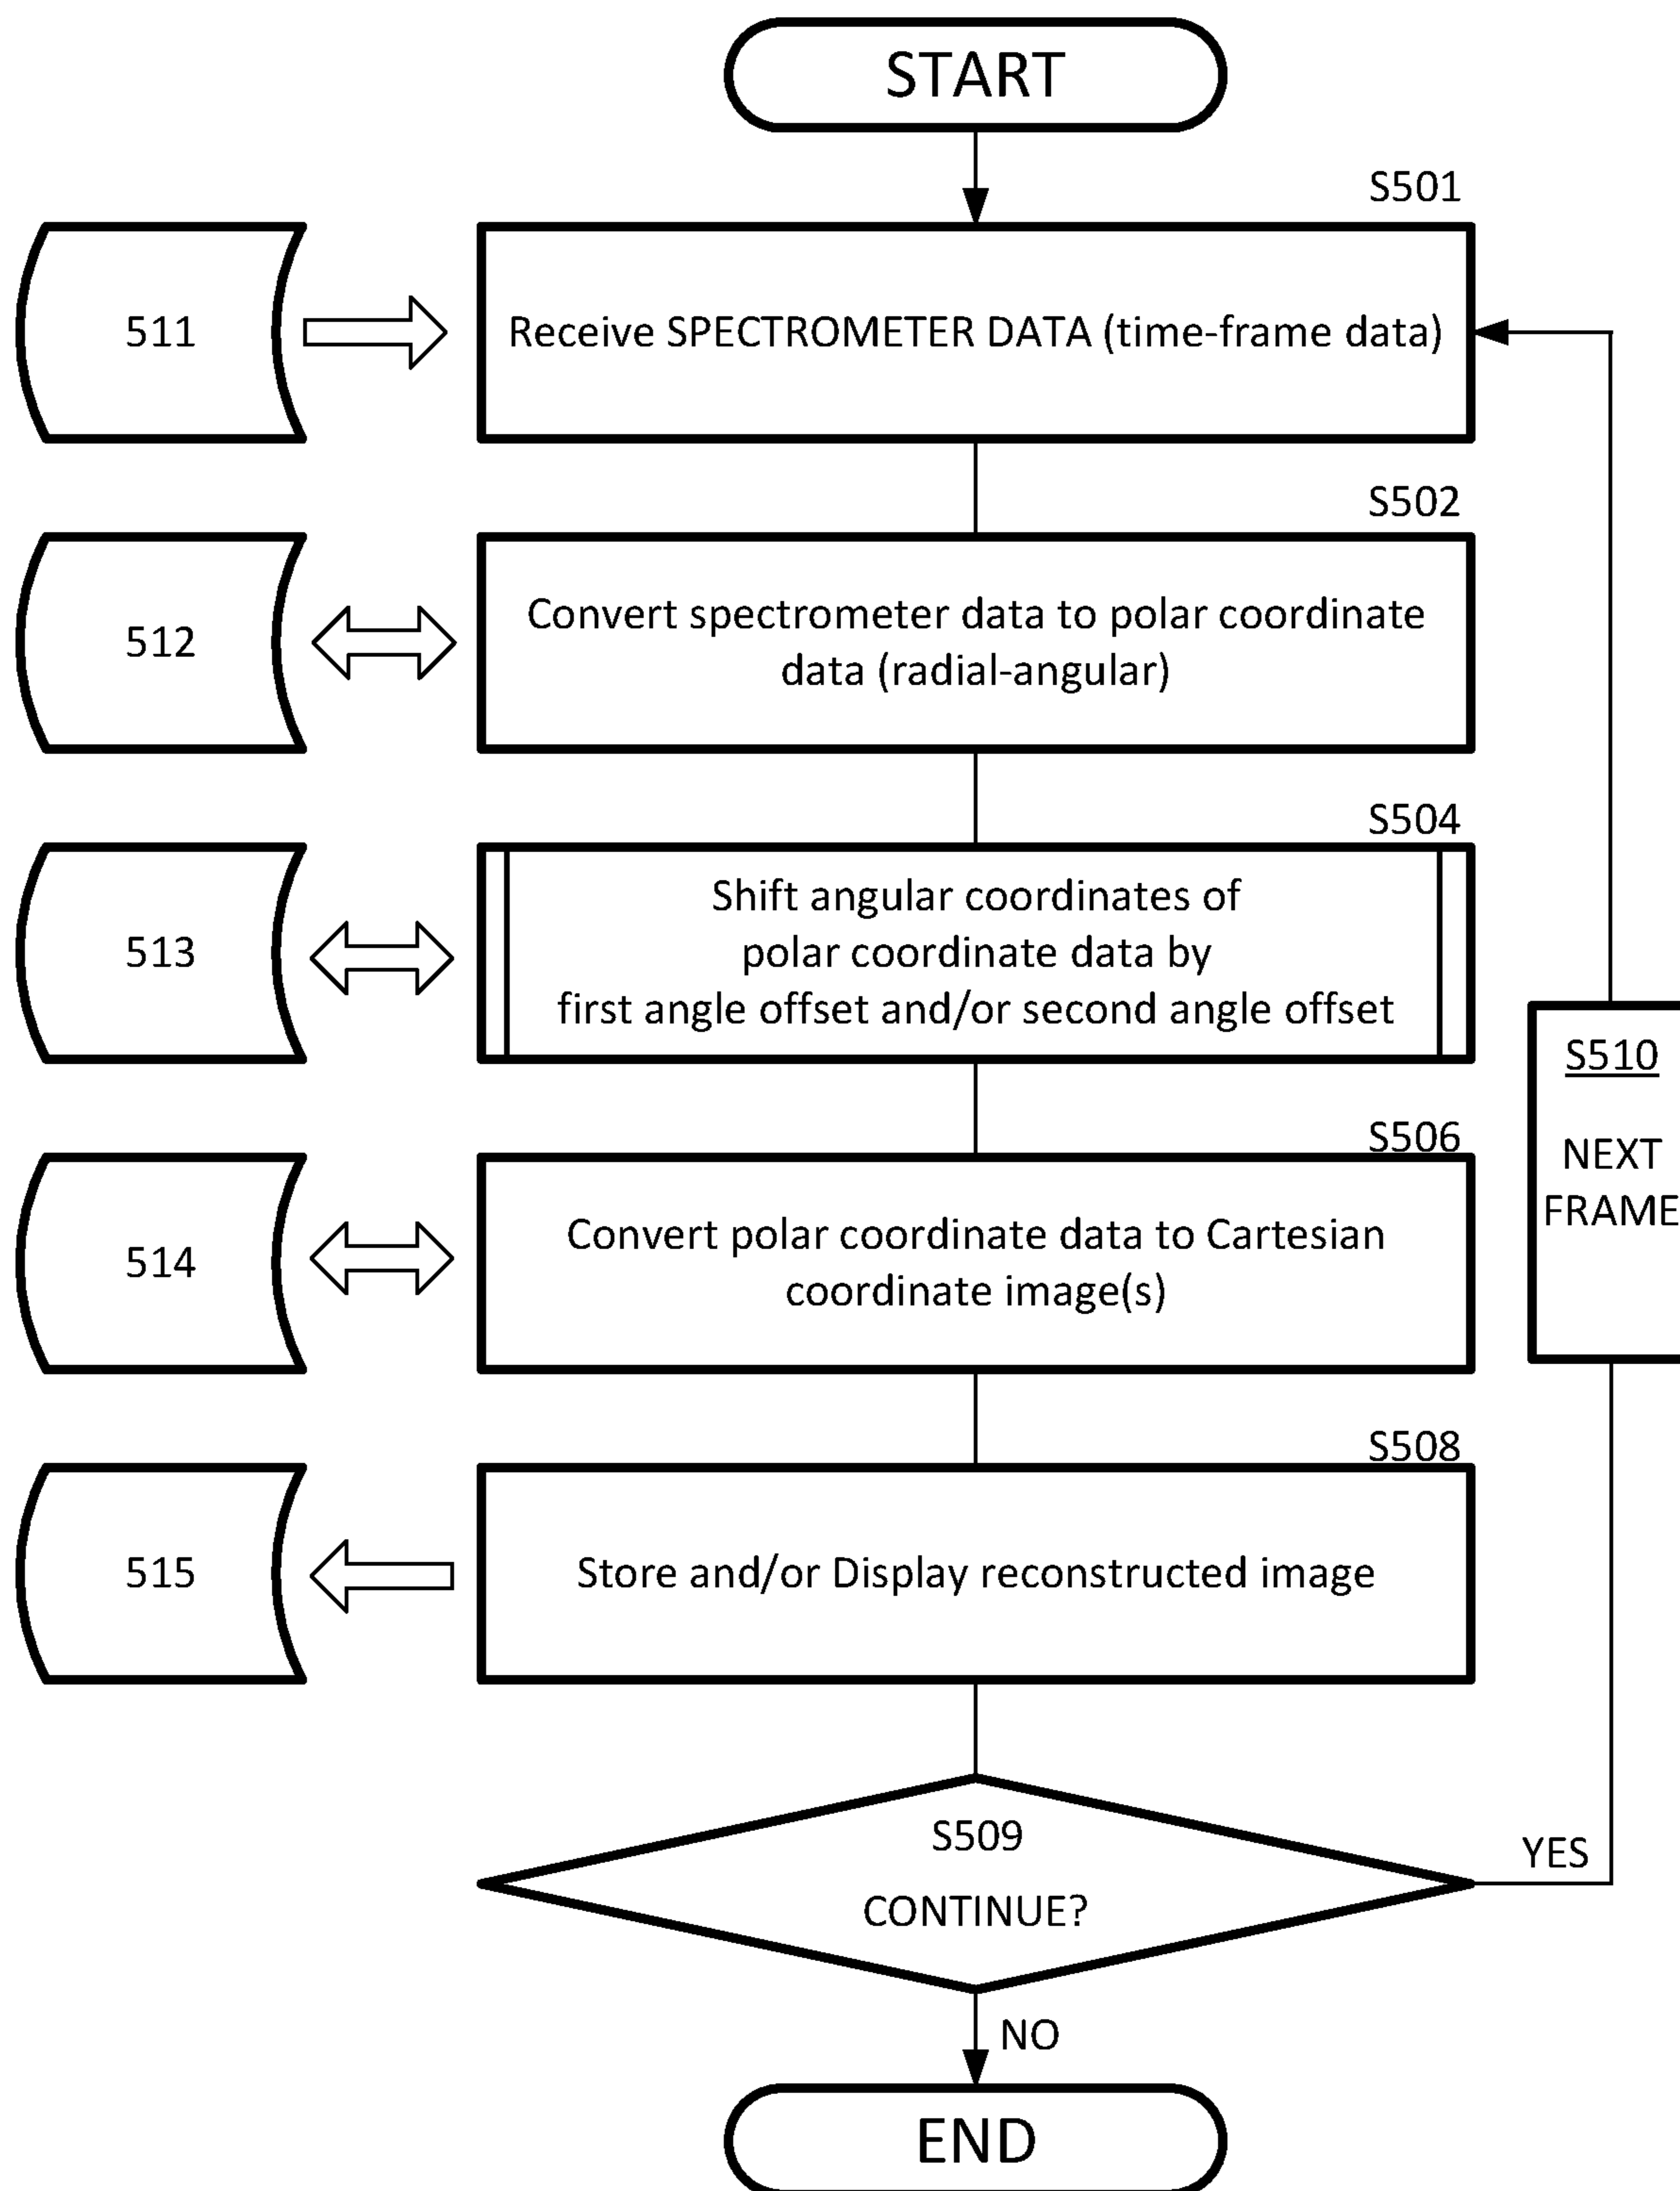 START
S501
511
Receive SPECTROMETER DATA (time-frame data)
S502
512
Convert spectrometer data to polar coordinate
data (radial-angular)
S504
513
Shift angular coordinates of
polar coordinate data by
first angle offset and/or second angle offset
S510
NEXT
FRAME
S506
514
Convert polar coordinate data to Cartesian
coordinate image(s)
S508
515
Store and/or Display reconstructed image
S509
CONTINUE?
YES
NO
END